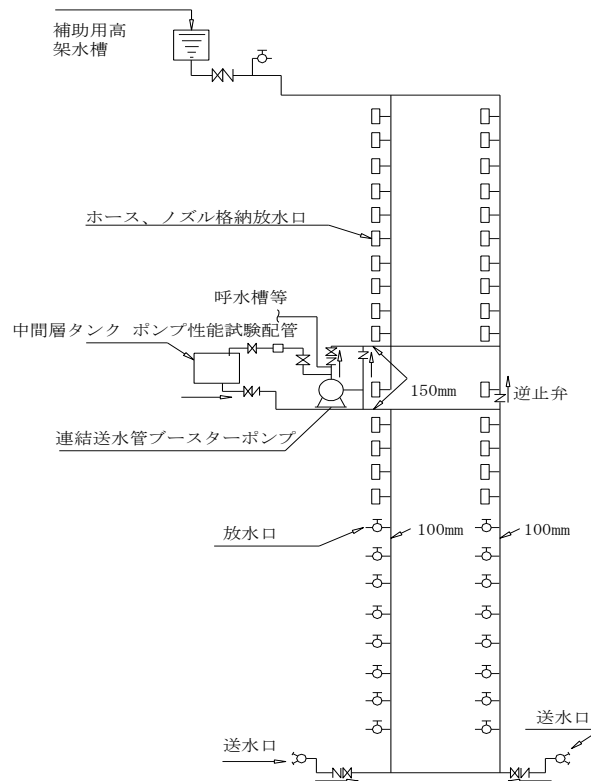 補助用高
架水槽
ホース、ノズル格納放水口
呼水槽等
中間層タンク ポンプ性能試験配管
150mm
逆止弁
連結送水管ブースターポンプ
放水口
100mm
100mm
送水口
送水口